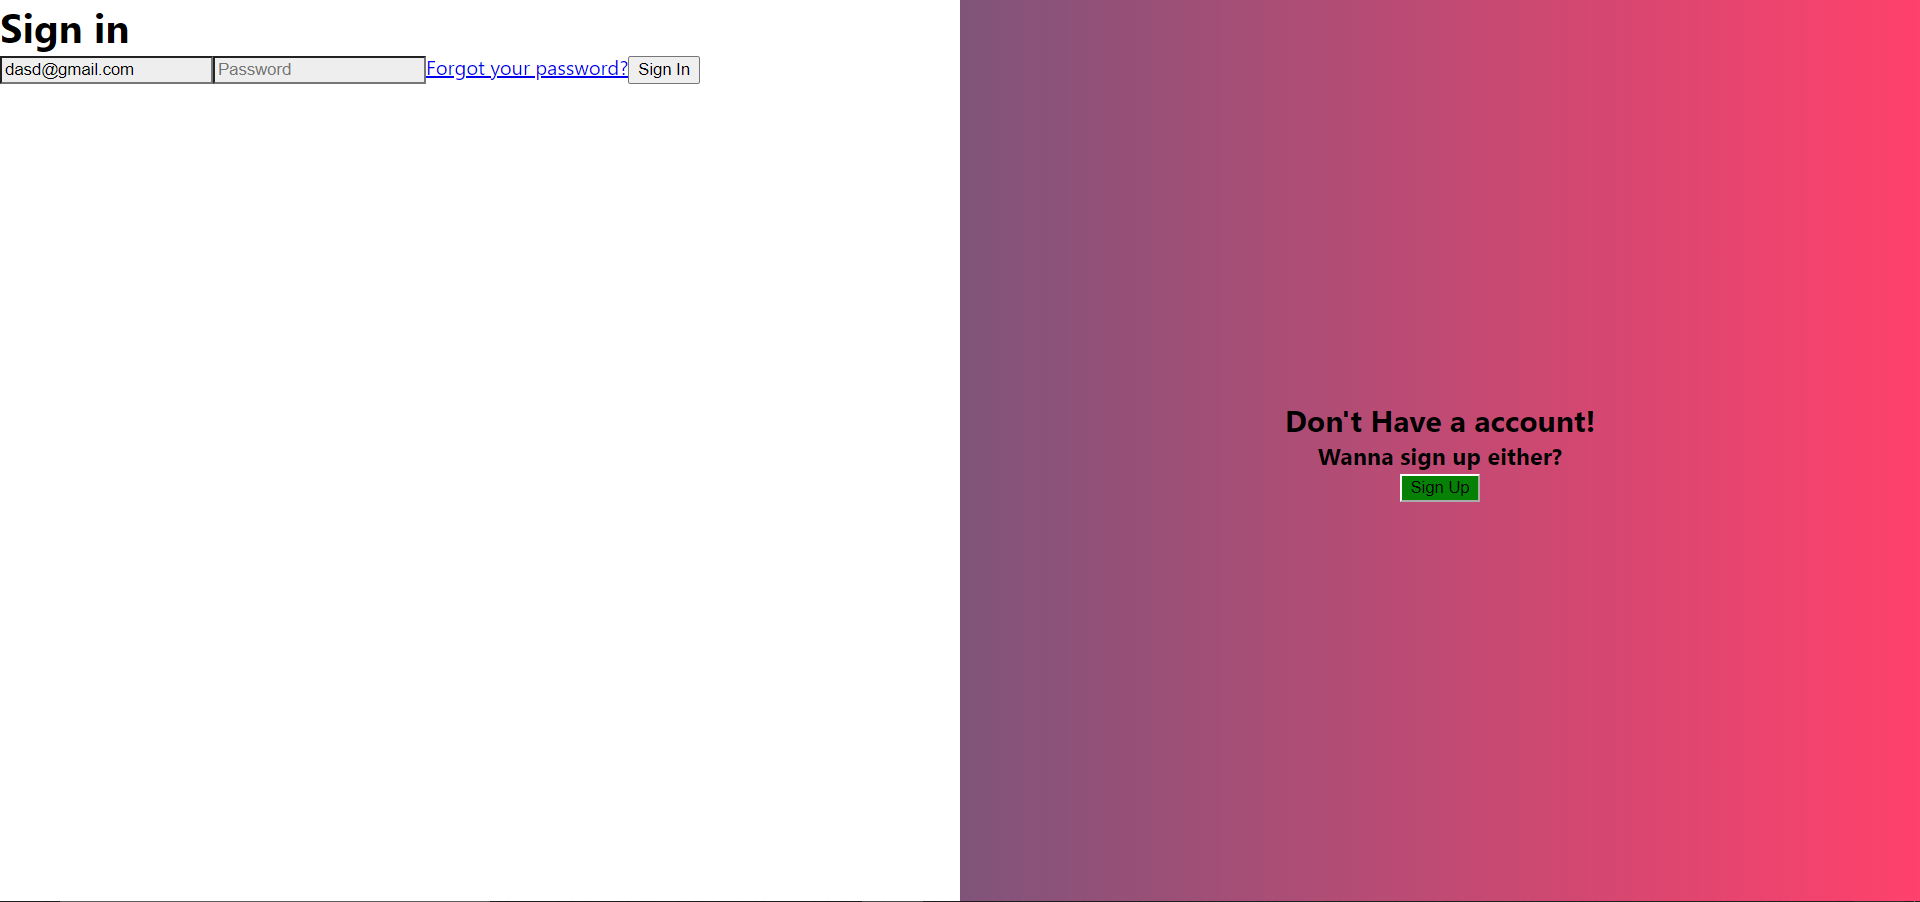 Sign in
dasd@gmail.com Password Forgot your password? Sign In
Don't Have a account!
Wanna sign up either?
Sign Up